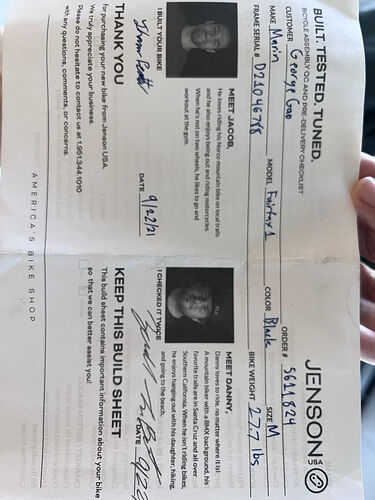 BUILT. TESTED. TUNED.
BICYCLE ASSEMBLY QC AND PRE-DELIVERY CHECKLIST
JENSON USA
CUSTOMER George Gao
ORDER # 5611824
MAKE Marin MODEL Fairfax 1 COLOR Black SIZE M
FRAME SERIAL # D21046788 BIKE WEIGHT 27.7 lbs
MEET JACOB,
He loves riding his Norco mountain bike on local trails
and he also enjoys being out and riding motorcycles.
When he's not on two wheels, he likes to go and
workout at the gym.
I BUILT YOUR BIKE
DATE 9/22/21
MEET DANNY,
Danny loves to ride, no matter where it is!
A mountain biker with a BMX background, his
favorite trails are in Santa Cruz and all over
Southern California. When he isn't riding bikes,
he enjoys hanging out with his daughter, hiking,
and going to the beach.
I CHECKED IT TWICE
DATE
THANK YOU
for purchasing your new bike from Jenson USA.
We truly appreciate your business.
Please do not hesitate to contact us at 1.951.344.1010
with any questions, comments, or concerns.
KEEP THIS BUILD SHEET
This build sheet contains important information about your bike
so that we can better assist you!
AMERICA'S BIKE SHOP